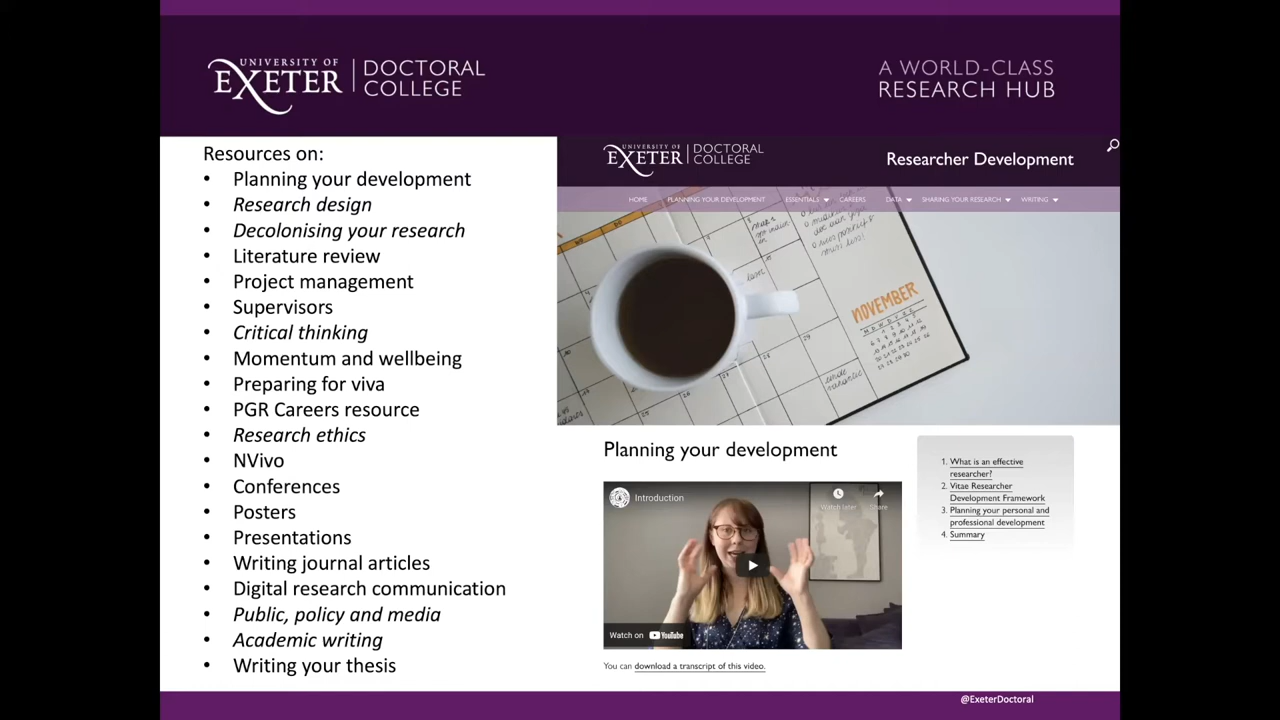 UNIVERSITY OF
EXETER
DOCTORAL
COLLEGE
A WORLD-CLASS
RESEARCH HUB
Resources on:
• Planning your development
• Research design
• Decolonising your research
• Literature review
• Project management
• Supervisors
• Critical thinking
• Momentum and wellbeing
• Preparing for viva
• PGR Careers resource
• Research ethics
• NVivo
• Conferences
• Posters
• Presentations
• Writing journal articles
• Digital research communication
• Public, policy and media
• Academic writing
• Writing your thesis
UNIVERSITY OF
EXETER
DOCTORAL
COLLEGE
Researcher Development
HOME PLANNING YOUR DEVELOPMENT ESSENTIALS CAREERS DATA SHARING YOUR RESEARCH WRITING
NOVEMBER
Planning your development
Introduction
Watch later Share
Watch on YouTube
You can download a transcript of this video.
1. What is an effective
researcher?
2. Vitae Researcher
Development Framework
3. Planning your personal and
professional development
4. Summary
@ExeterDoctoral